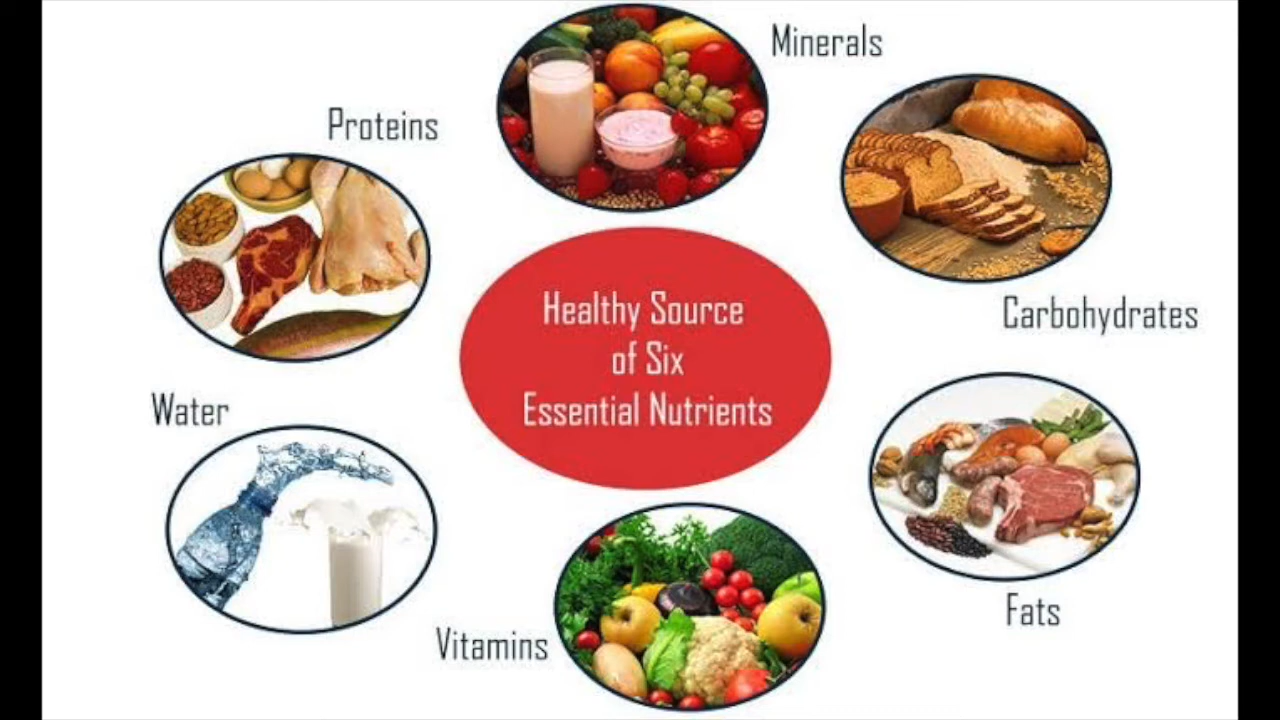 Minerals
Proteins
Carbohydrates
Healthy Source
of Six
Essential Nutrients
Water
Fats
Vitamins